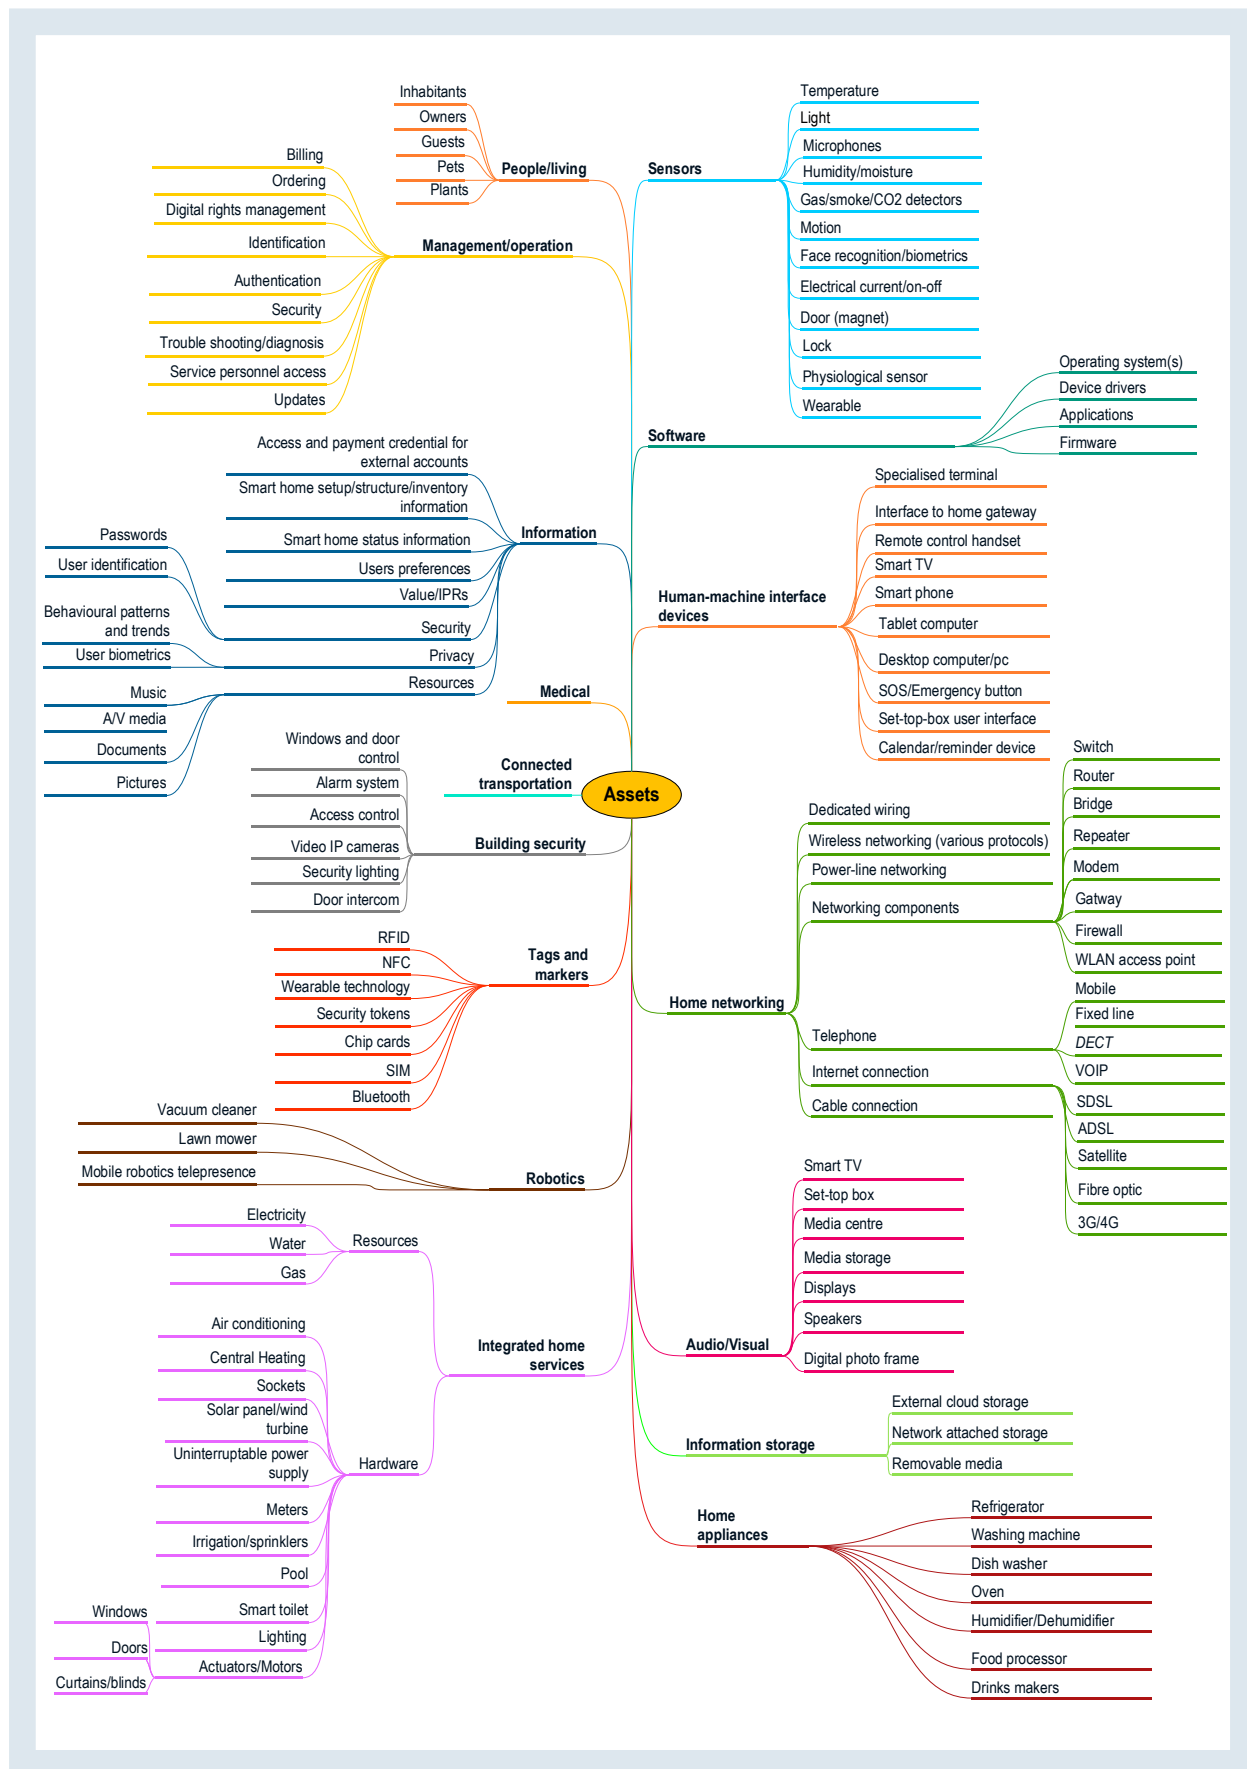 Inhabitants
Owners
Guests
Pets
Plants
People/living
Billing
Ordering
Digital rights management
Identification
Authentication
Security
Trouble shooting/diagnosis
Service personnel access
Updates
Management/operation
Access and payment credential for
external accounts
Smart home setup/structure/inventory
information
Smart home status information
Users preferences
Value/IPRs
Security
Privacy
Resources
Information
Passwords
User identification
Behavioural patterns
and trends
User biometrics
Music
A/V media
Documents
Pictures
Medical
Connected
transportation
Assets
Windows and door
control
Alarm system
Access control
Video IP cameras
Security lighting
Door intercom
Building security
RFID
NFC
Wearable technology
Security tokens
Chip cards
SIM
Bluetooth
Tags and
markers
Vacuum cleaner
Lawn mower
Mobile robotics telepresence
Robotics
Electricity
Water
Gas
Resources
Air conditioning
Central Heating
Sockets
Solar panel/wind
turbine
Uninterruptable power
supply
Meters
Irrigation/sprinklers
Pool
Smart toilet
Lighting
Actuators/Motors
Hardware
Windows
Doors
Curtains/blinds
Integrated home
services
Sensors
Temperature
Light
Microphones
Humidity/moisture
Gas/smoke/CO2 detectors
Motion
Face recognition/biometrics
Electrical current/on-off
Door (magnet)
Lock
Physiological sensor
Wearable
Software
Operating system(s)
Device drivers
Applications
Firmware
Human-machine interface
devices
Specialised terminal
Interface to home gateway
Remote control handset
Smart TV
Smart phone
Tablet computer
Desktop computer/pc
SOS/Emergency button
Set-top-box user interface
Calendar/reminder device
Home networking
Dedicated wiring
Wireless networking (various protocols)
Power-line networking
Networking components
Telephone
Internet connection
Cable connection
Switch
Router
Bridge
Repeater
Modem
Gatway
Firewall
WLAN access point
Mobile
Fixed line
DECT
VOIP
SDSL
ADSL
Satellite
Fibre optic
3G/4G
Audio/Visual
Smart TV
Set-top box
Media centre
Media storage
Displays
Speakers
Digital photo frame
Information storage
External cloud storage
Network attached storage
Removable media
Home
appliances
Refrigerator
Washing machine
Dish washer
Oven
Humidifier/Dehumidifier
Food processor
Drinks makers